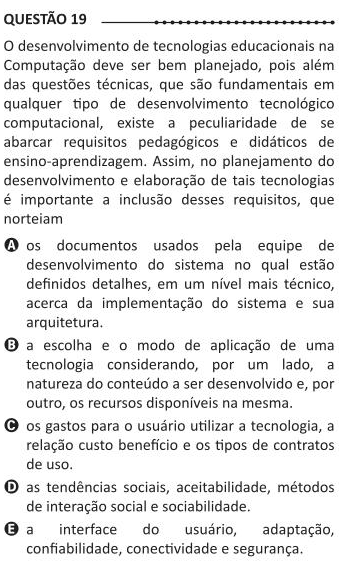 QUESTÃO 19
O desenvolvimento de tecnologias educacionais na
Computação deve ser bem planejado, pois além
das questões técnicas, que são fundamentais em
qualquer tipo de desenvolvimento tecnológico
computacional, existe a peculiaridade de se
abarcar requisitos pedagógicos e didáticos de
ensino-aprendizagem. Assim, no planejamento do
desenvolvimento e elaboração de tais tecnologias
é importante a inclusão desses requisitos, que
norteiam
A os documentos usados pela equipe de
desenvolvimento do sistema no qual estão
definidos detalhes, em um nível mais técnico,
acerca da implementação do sistema e sua
arquitetura.
B a escolha e o modo de aplicação de uma
tecnologia considerando, por um lado, a
natureza do conteúdo a ser desenvolvido e, por
outro, os recursos disponíveis na mesma.
C os gastos para o usuário utilizar a tecnologia, a
relação custo benefício e os tipos de contratos
de uso.
D as tendências sociais, aceitabilidade, métodos
de interação social e sociabilidade.
E a interface do usuário, adaptação,
confiabilidade, conectividade e segurança.